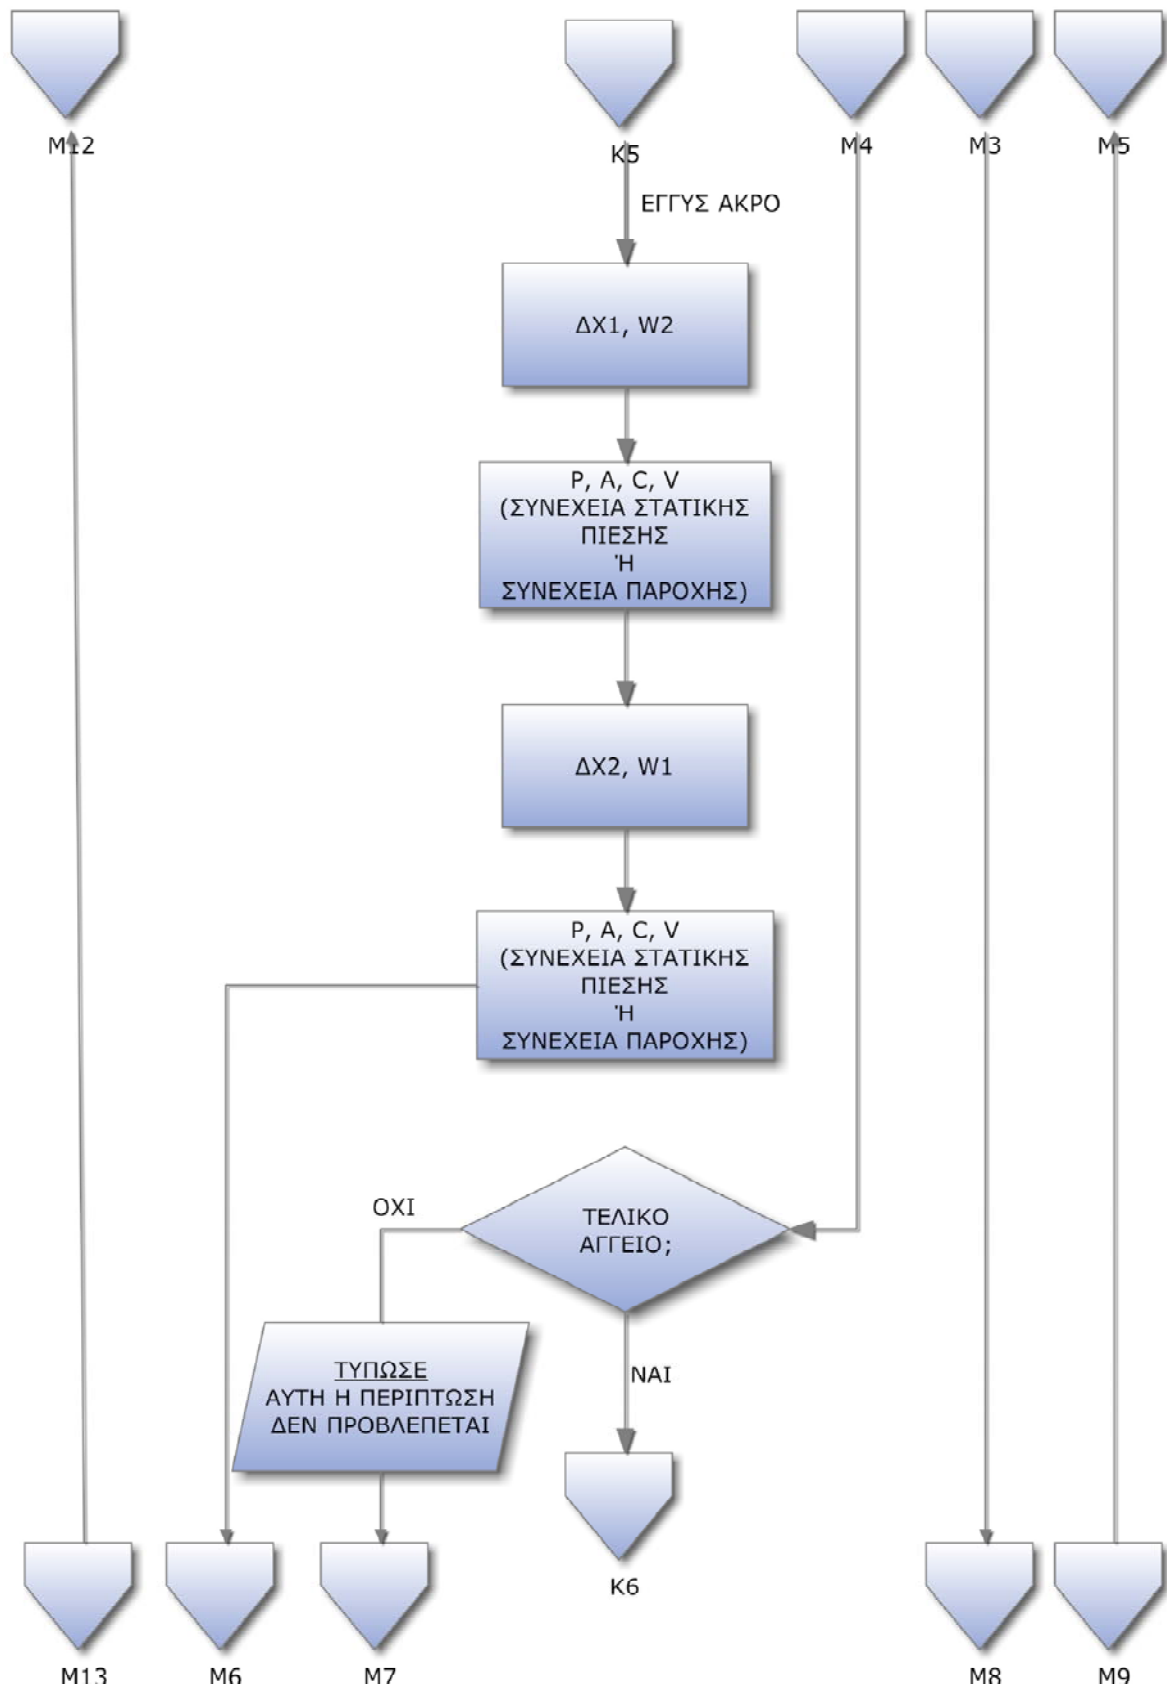 M12
K5
M4
M3
M5
ΕΓΓΥΣ ΑΚΡΟ
ΔΧ1, W2
P, A, C, V
(ΣΥΝΕΧΕΙΑ ΣΤΑΤΙΚΗΣ
ΠΙΕΣΗΣ
Ή
ΣΥΝΕΧΕΙΑ ΠΑΡΟΧΗΣ)
ΔΧ2, W1
P, A, C, V
(ΣΥΝΕΧΕΙΑ ΣΤΑΤΙΚΗΣ
ΠΙΕΣΗΣ
Ή
ΣΥΝΕΧΕΙΑ ΠΑΡΟΧΗΣ)
ΟΧΙ
ΤΕΛΙΚΟ
ΑΓΓΕΙΟ;
ΤΥΠΩΣΕ
ΑΥΤΗ Η ΠΕΡΙΠΤΩΣΗ
ΔΕΝ ΠΡΟΒΛΕΠΕΤΑΙ
ΝΑΙ
K6
M13
M6
M7
M8
M9